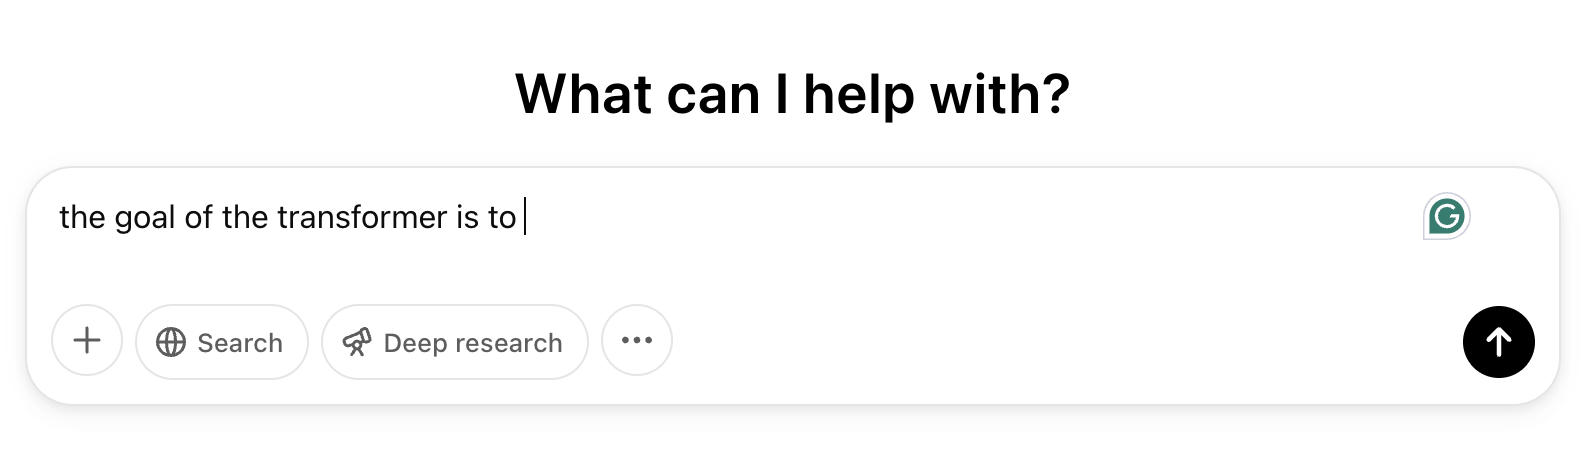 What can I help with?
the goal of the transformer is to
G
Search
Deep research